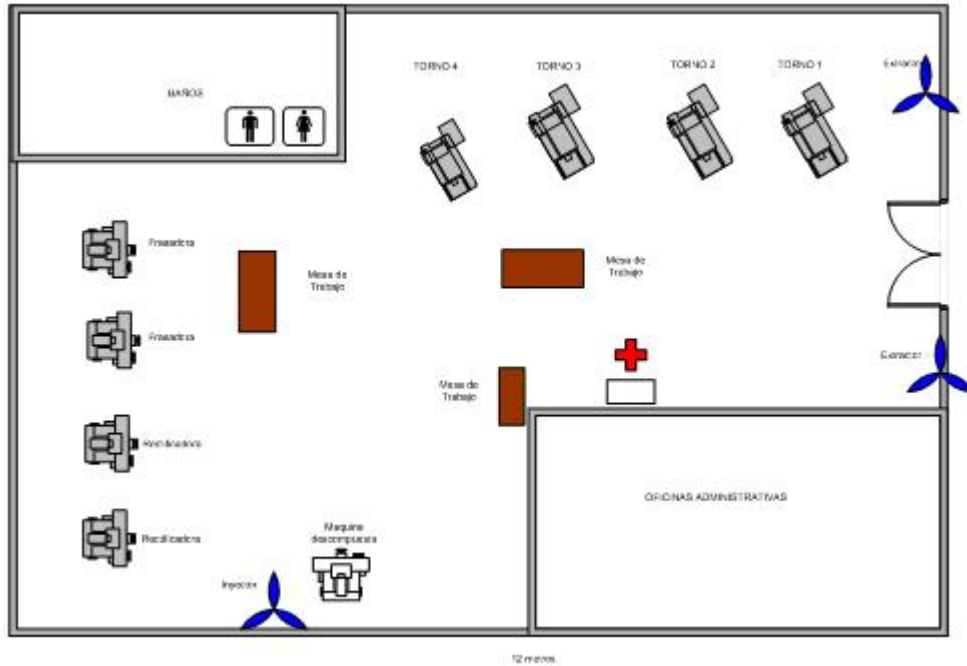 TORNO 4
TORNO 3
TORNO 2
TORNO 1
Extractor
BAÑOS
Fresadora
Mesa de
Trabajo
Mesa de
Trabajo
Fresadora
Extractor
Mesa de
Trabajo
Rectificadora
OFICINAS ADMINISTRATIVAS
Maquina
descompuesta
Rectificadora
Inyector
12 metros